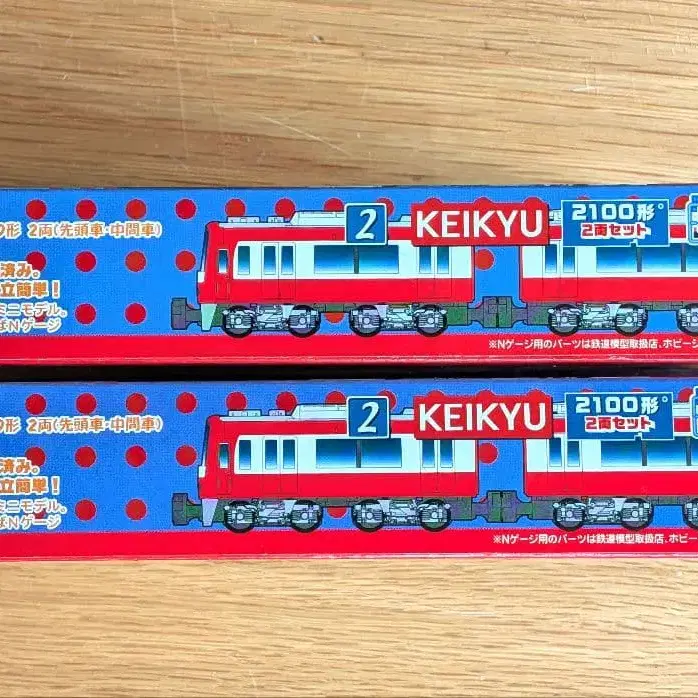 形 2両(先頭車・中間車)
済み。
立簡単!
ミニモデル。
Nゲージ
2 KEIKYU 2100形
2両セット
※Nゲージ用のパーツは鉄道模型取扱店、ホビーシ
形 2両(先頭車・中間車)
済み。
立簡単!
ミニモデル。
Nゲージ
2 KEIKYU 2100形
2両セット
※Nゲージ用のパーツは鉄道模型取扱店、ホビー